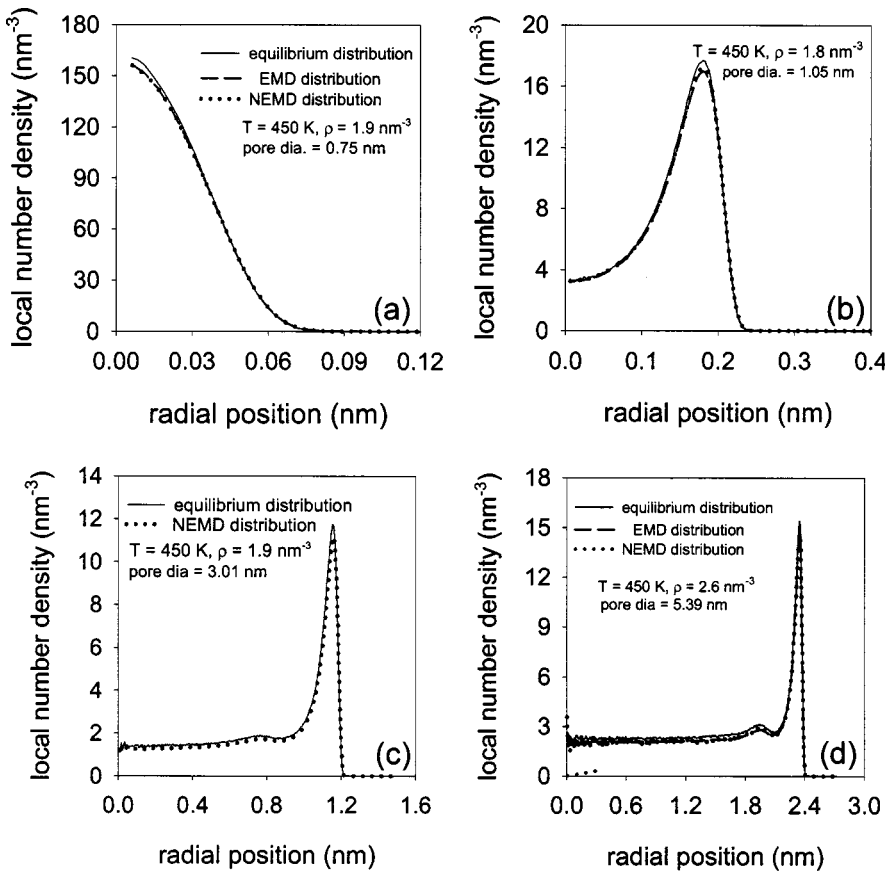 local number density (nm-3)
180
150
120
90
60
30
0
equilibrium distribution
EMD distribution
NEMD distribution
T = 450 K, ρ = 1.9 nm-3
pore dia. = 0.75 nm
(a)
0.00 0.03 0.06 0.09 0.12
radial position (nm)
local number density (nm-3)
20
16
12
8
4
0
T = 450 K, ρ = 1.8 nm-3
pore dia. = 1.05 nm
(b)
0.0 0.1 0.2 0.3 0.4
radial position (nm)
local number density (nm-3)
14
12
10
8
6
4
2
0
equilibrium distribution
NEMD distribution
T = 450 K, ρ = 1.9 nm-3
pore dia = 3.01 nm
(c)
0.0 0.4 0.8 1.2 1.6
radial position (nm)
local number density (nm-3)
18
15
12
9
6
3
0
equilibrium distribution
EMD distribution
NEMD distribution
T = 450 K, ρ = 2.6 nm-3
pore dia = 5.39 nm
(d)
0.0 0.6 1.2 1.8 2.4 3.0
radial position (nm)